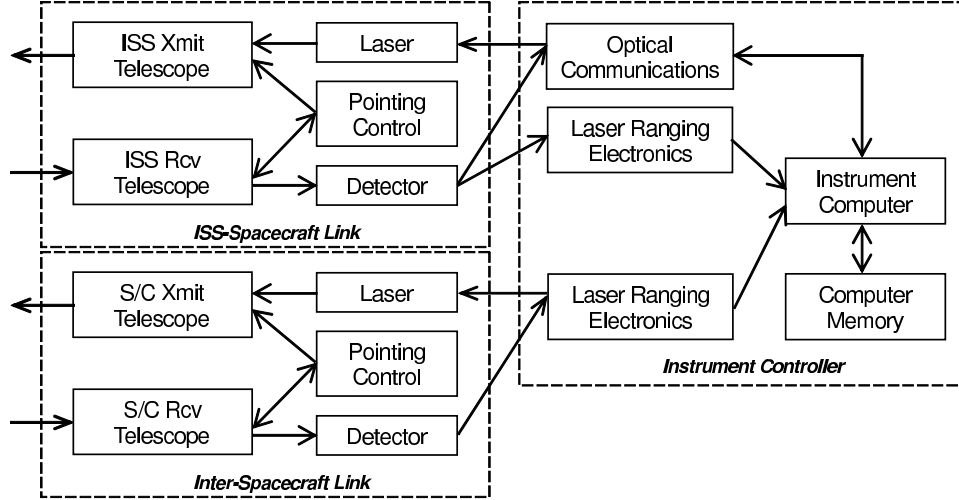 ISS Xmit
Telescope
Laser
Pointing
Control
ISS Rcv
Telescope
Detector
ISS-Spacecraft Link
S/C Xmit
Telescope
Laser
Pointing
Control
S/C Rcv
Telescope
Detector
Inter-Spacecraft Link
Optical
Communications
Laser Ranging
Electronics
Instrument
Computer
Laser Ranging
Electronics
Computer
Memory
Instrument Controller